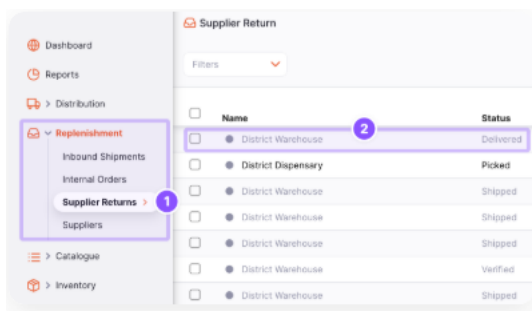 Supplier Return
Dashboard
Filters
Reports
> Distribution
Name
Status
Replenishment
2
District Warehouse
Delivered
Inbound Shipments
District Dispensary
Picked
Internal Orders
District Warehouse
Shipped
Supplier Returns >
1
District Warehouse
Shipped
Suppliers
District Warehouse
Shipped
> Catalogue
District Warehouse
Verified
> Inventory
District Warehouse
Shipped